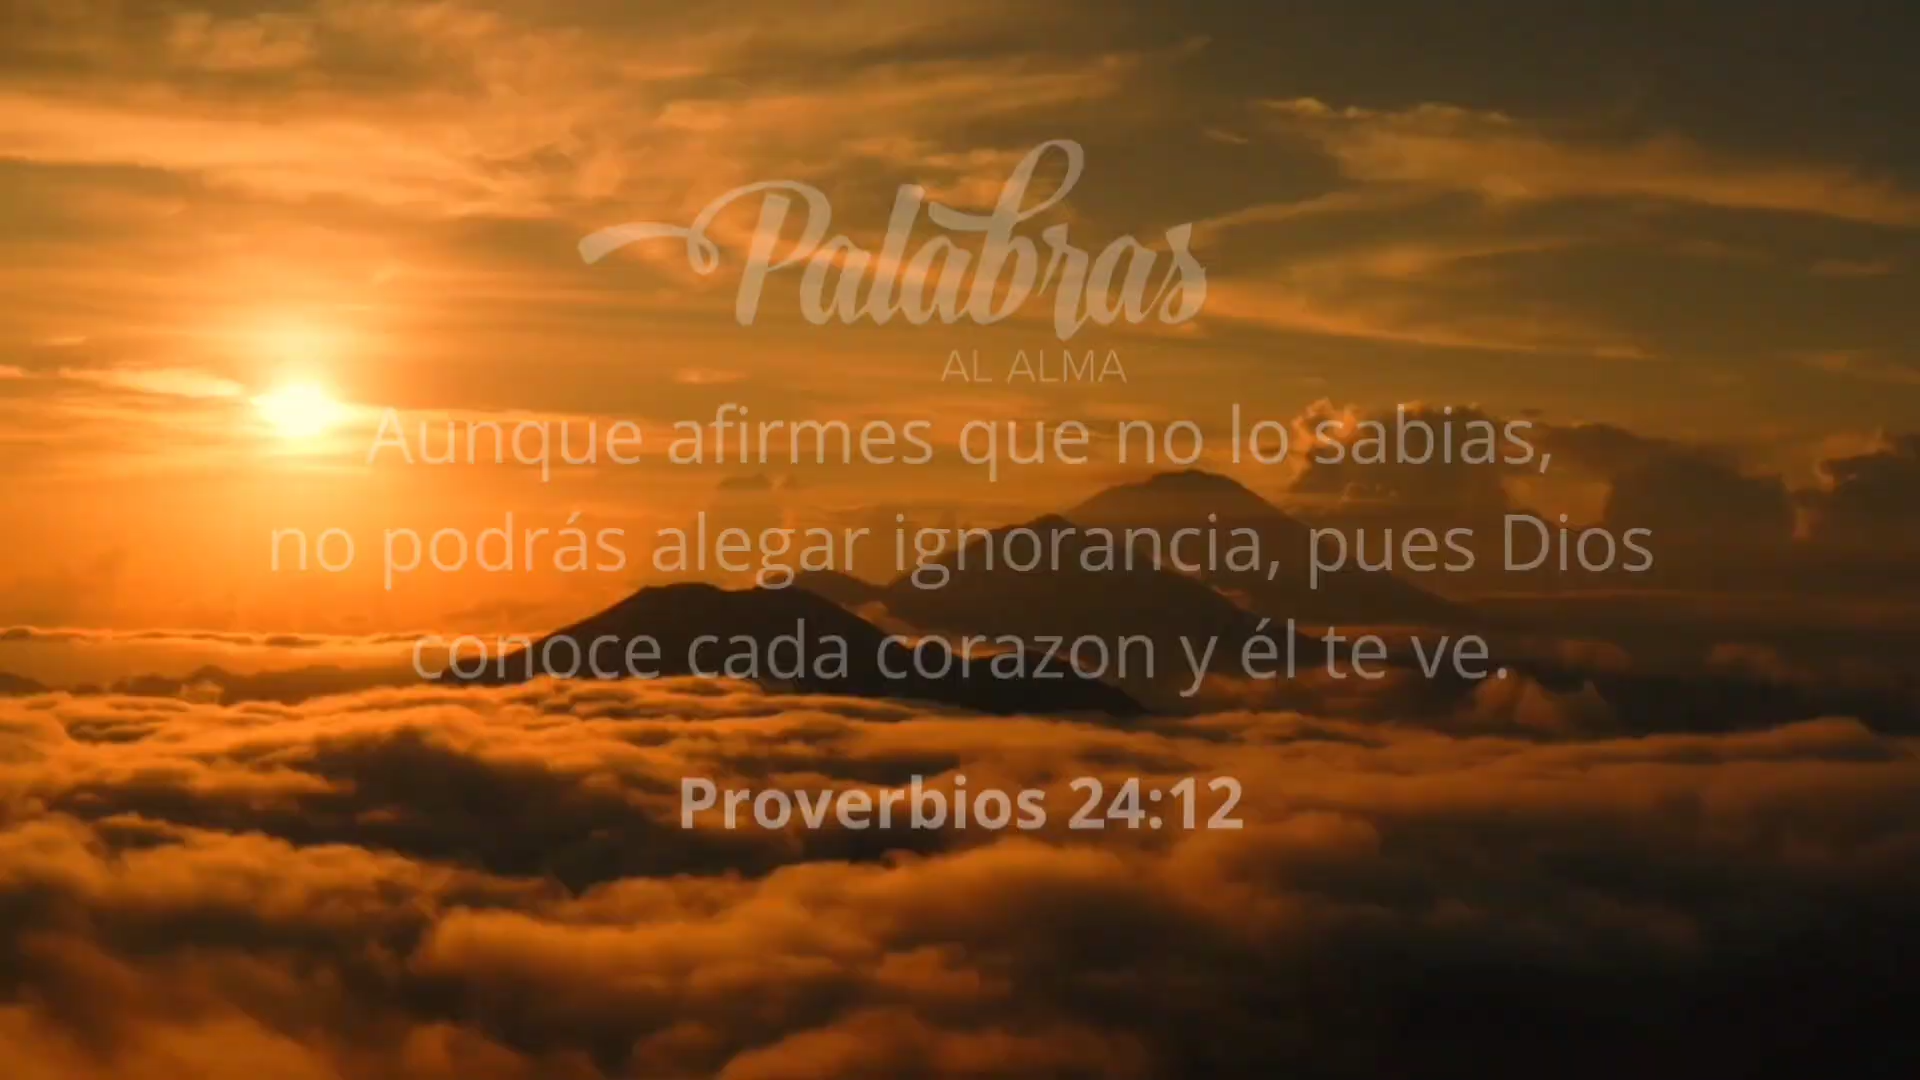 Palabras
AL ALMA
Aunque afirmes que no lo sabias,
no podrás alegar ignorancia, pues Dios
conoce cada corazon y él te ve.
Proverbios 24:12